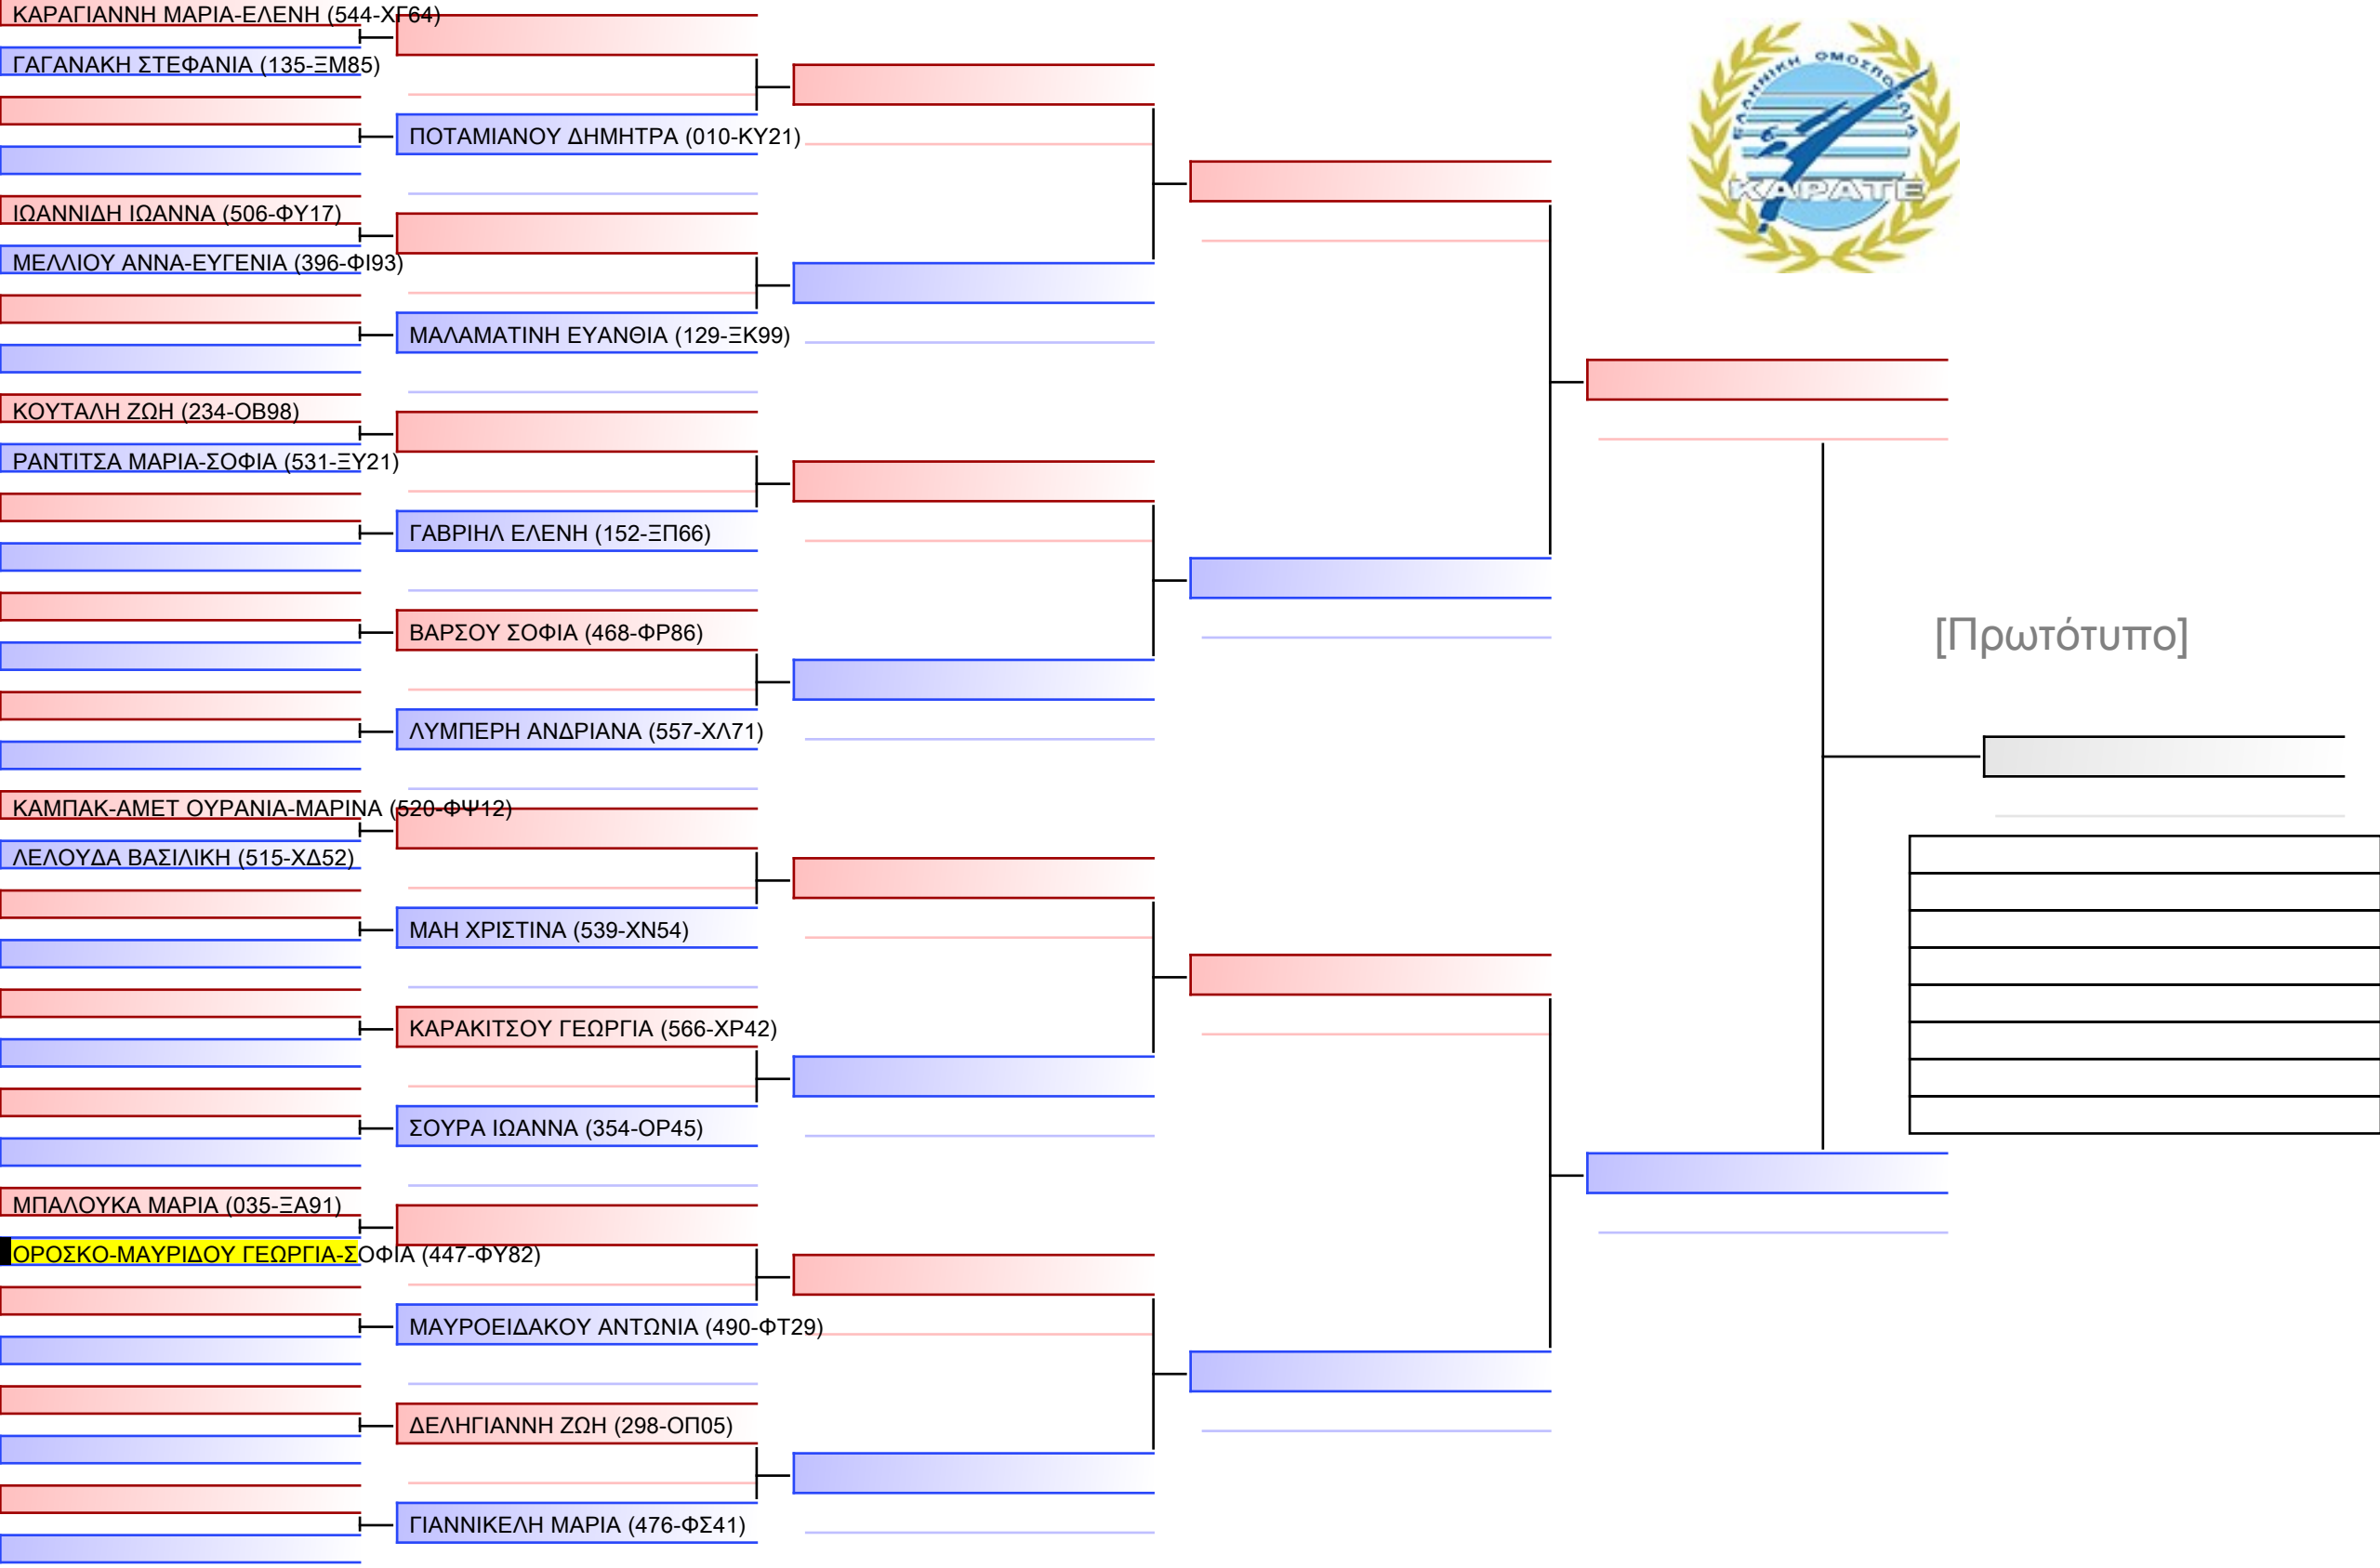 ΚΑΡΑΓΙΑΝΝΗ ΜΑΡΙΑ-ΕΛΕΝΗ (544-ΧΓ64)
ΓΑΓΑΝΑΚΗ ΣΤΕΦΑΝΙΑ (135-ΞΜ85)
ΠΟΤΑΜΙΑΝΟΥ ΔΗΜΗΤΡΑ (010-ΚΥ21)
ΙΩΑΝΝΙΔΗ ΙΩΑΝΝΑ (506-ΦΥ17)
ΜΕΛΛΙΟΥ ΑΝΝΑ-ΕΥΓΕΝΙΑ (396-ΦΙ93)
ΜΑΛΑΜΑΤΙΝΗ ΕΥΑΝΘΙΑ (129-ΞΚ99)
ΚΟΥΤΑΛΗ ΖΩΗ (234-ΟΒ98)
ΡΑΝΤΙΤΣΑ ΜΑΡΙΑ-ΣΟΦΙΑ (531-ΞΥ21)
ΓΑΒΡΙΗΛ ΕΛΕΝΗ (152-ΞΠ66)
ΒΑΡΣΟΥ ΣΟΦΙΑ (468-ΦΡ86)
ΛΥΜΠΕΡΗ ΑΝΔΡΙΑΝΑ (557-ΧΛ71)
ΚΑΜΠΑΚ-ΑΜΕΤ ΟΥΡΑΝΙΑ-ΜΑΡΙΝΑ (520-ΦΨ12)
ΛΕΛΟΥΔΑ ΒΑΣΙΛΙΚΗ (515-ΧΔ52)
ΜΑΗ ΧΡΙΣΤΙΝΑ (539-ΧΝ54)
ΚΑΡΑΚΙΤΣΟΥ ΓΕΩΡΓΙΑ (566-ΧΡ42)
ΣΟΥΡΑ ΙΩΑΝΝΑ (354-ΟΡ45)
ΜΠΑΛΟΥΚΑ ΜΑΡΙΑ (035-ΞΑ91)
ΟΡΟΣΚΟ-ΜΑΥΡΙΔΟΥ ΓΕΩΡΓΙΑ-ΣΟΦΙΑ (447-ΦΥ82)
ΜΑΥΡΟΕΙΔΑΚΟΥ ΑΝΤΩΝΙΑ (490-ΦΤ29)
ΔΕΛΗΓΙΑΝΝΗ ΖΩΗ (298-ΟΠ05)
ΓΙΑΝΝΙΚΕΛΗ ΜΑΡΙΑ (476-ΦΣ41)
ΕΛΛΗΝΙΚΗ ΟΜΟΣΠΟΝΔΙΑ
ΚΑΡΑΤΕ
[Πρωτότυπο]